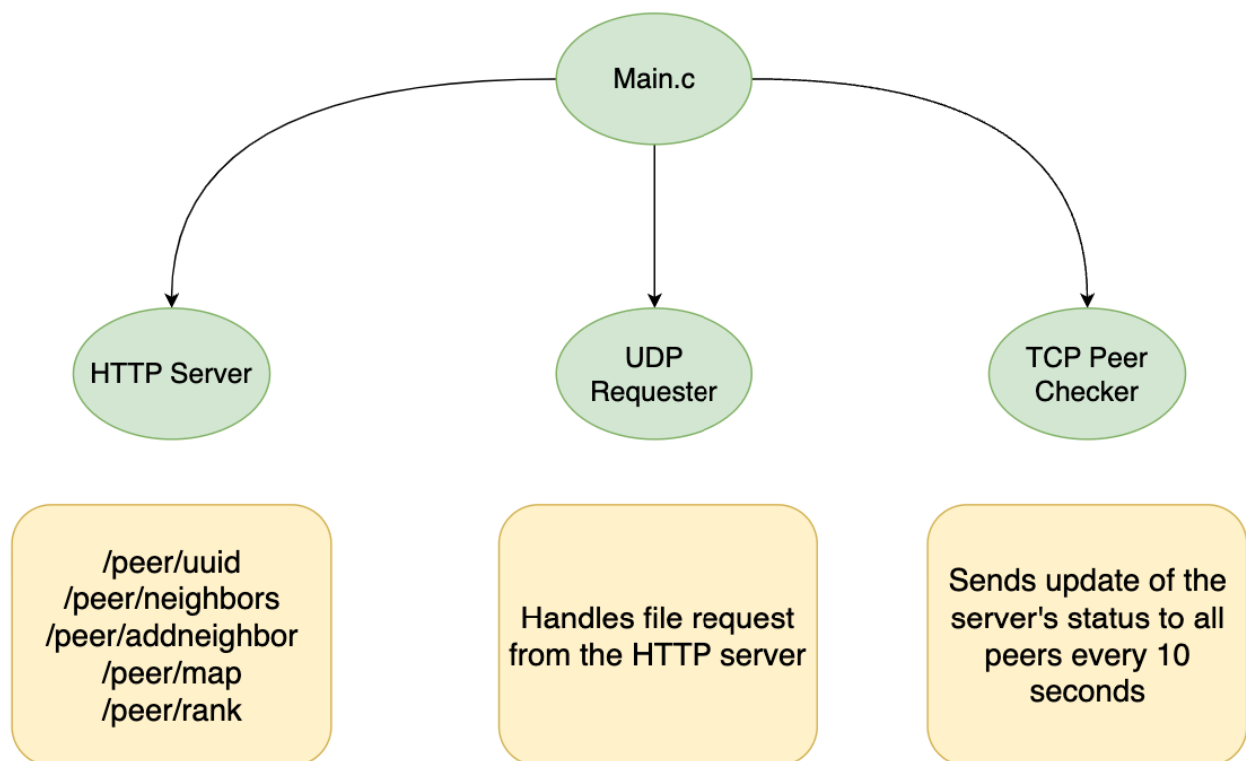 Main.c
HTTP Server
UDP
Requester
TCP Peer
Checker
/peer/uuid
/peer/neighbors
/peer/addneighbor
/peer/map
/peer/rank
Handles file request
from the HTTP server
Sends update of the
server's status to all
peers every 10
seconds